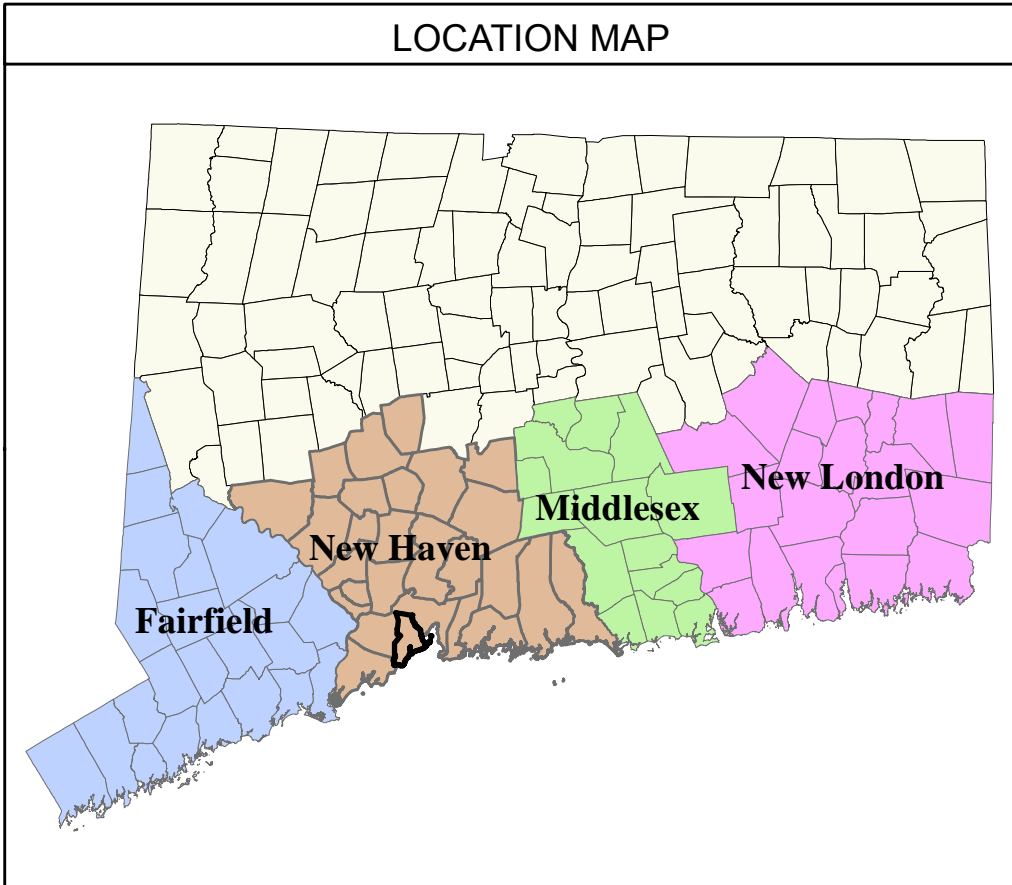 LOCATION MAP
New London
Middlesex
New Haven
Fairfield